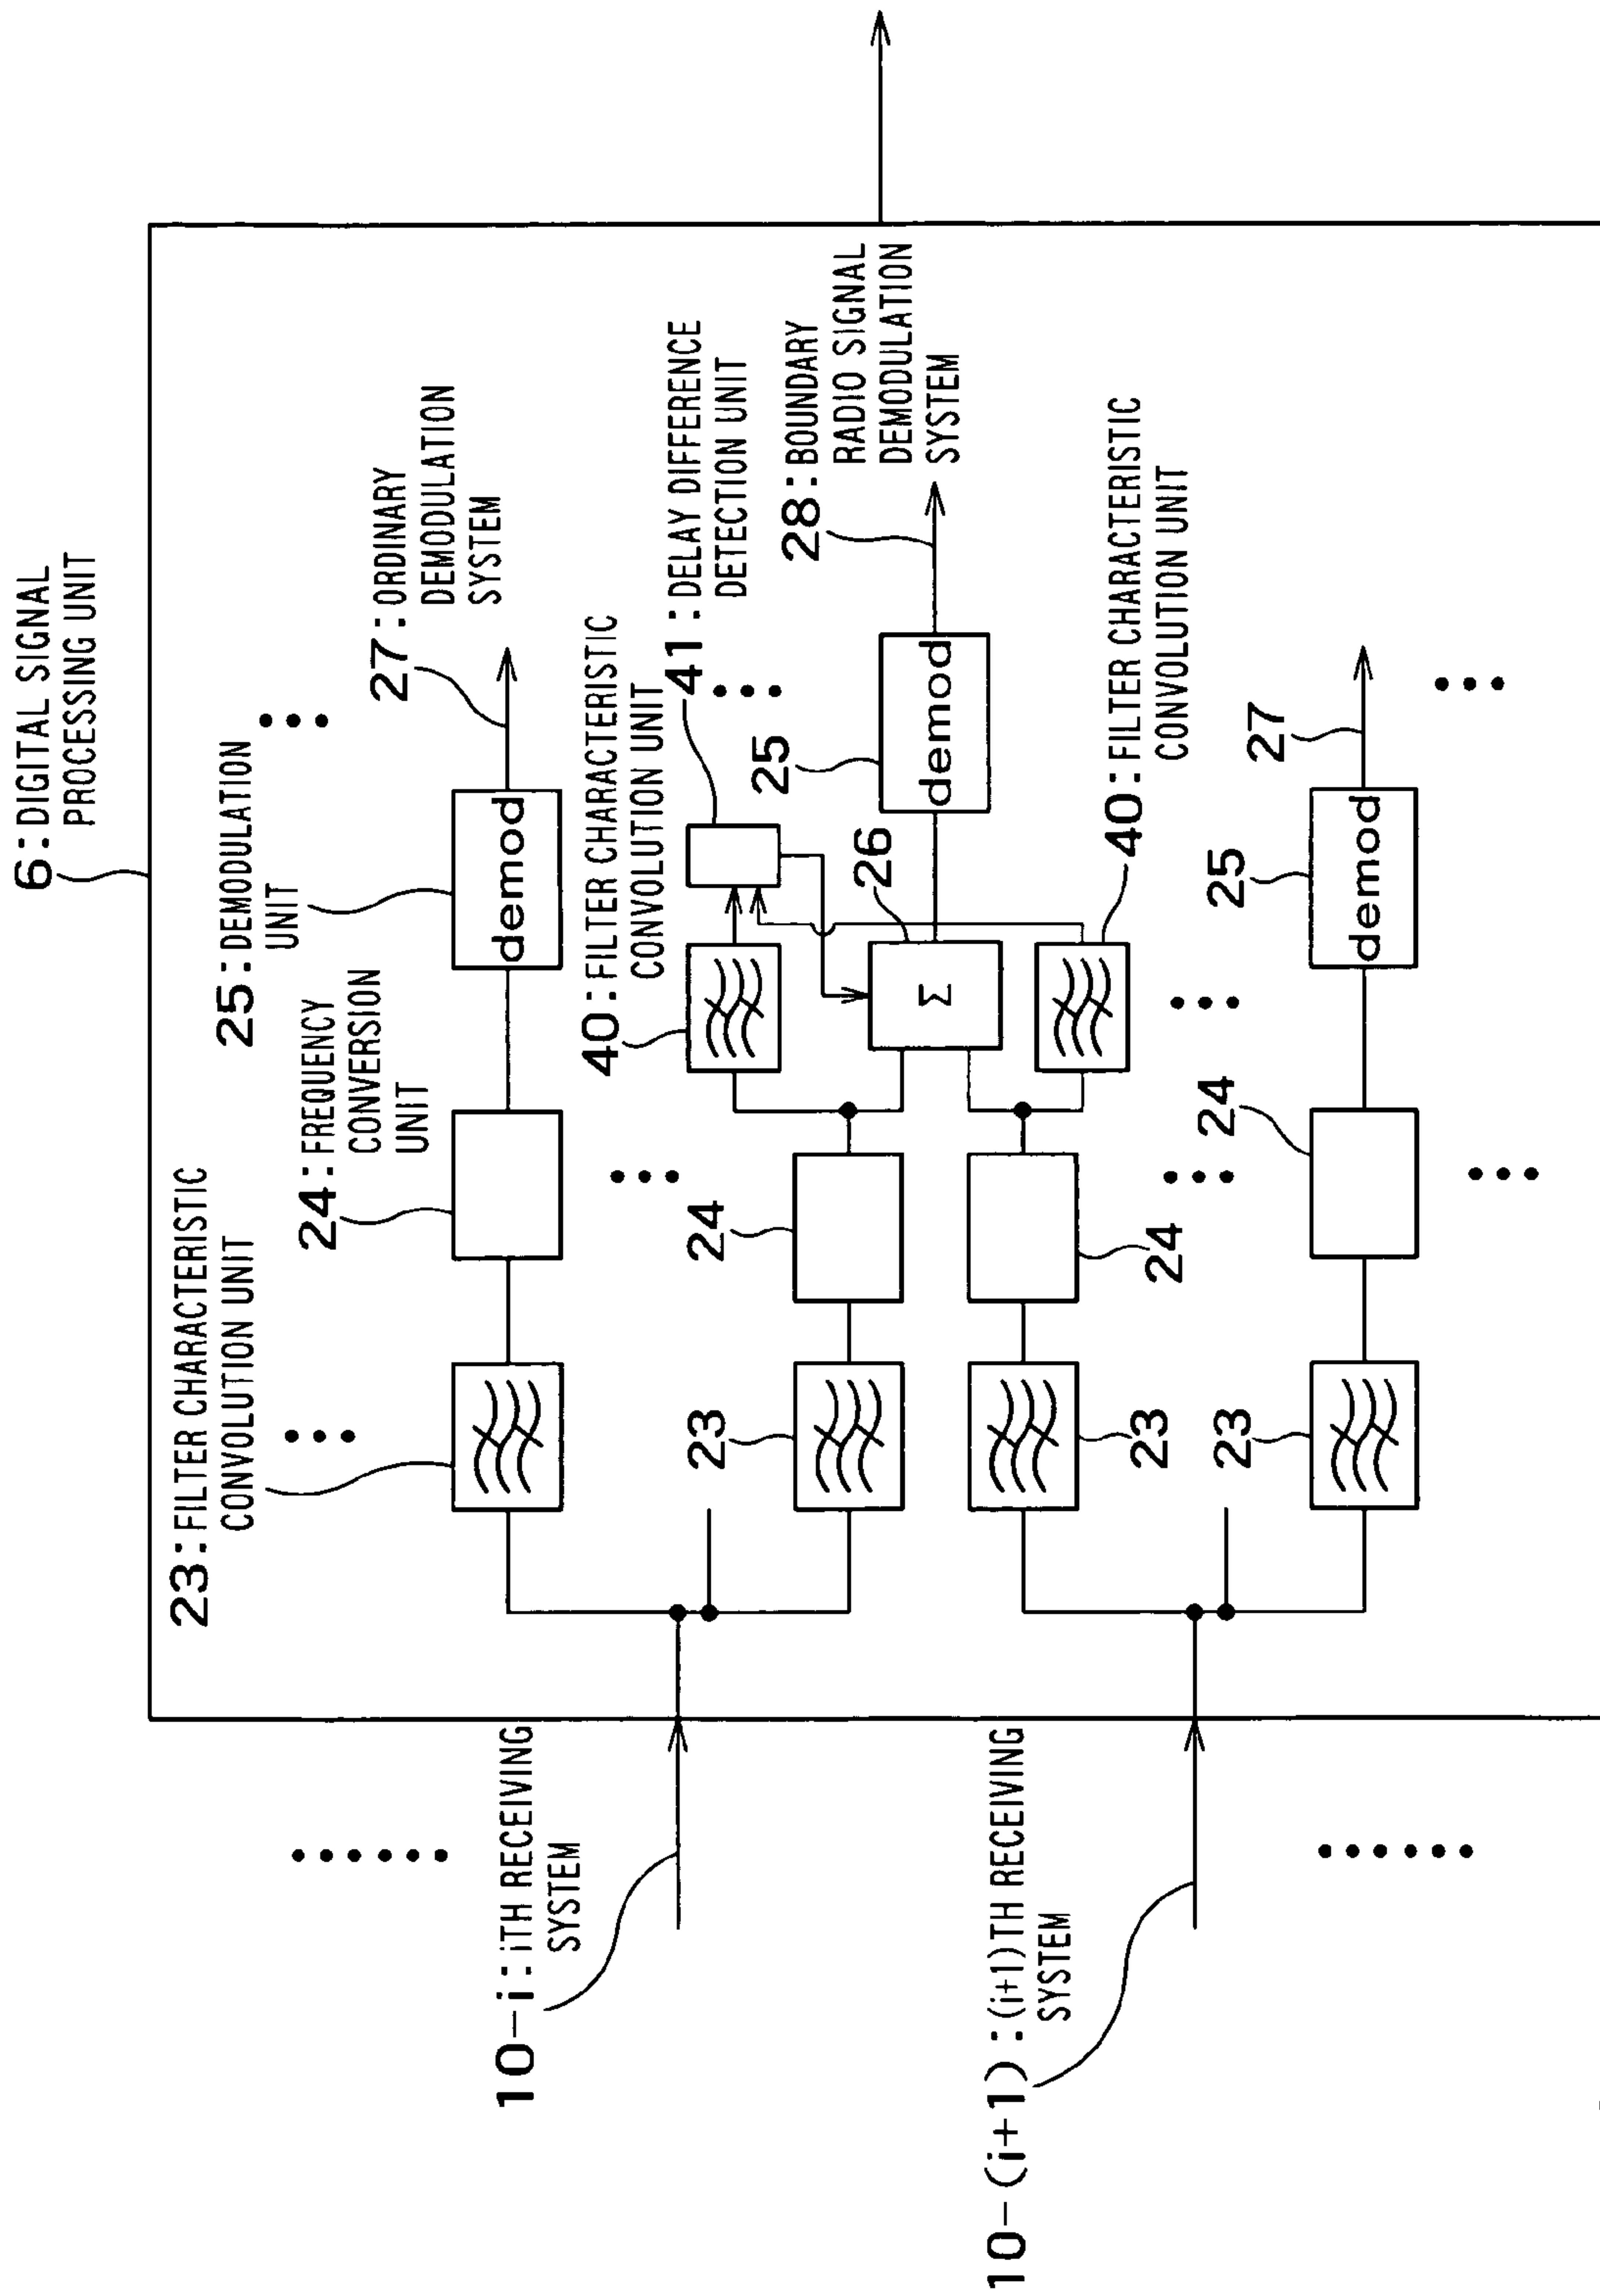 6: DIGITAL SIGNAL
PROCESSING UNIT
23: FILTER CHARACTERISTIC
CONVOLUTION UNIT
24: FREQUENCY
CONVERSION
UNIT
25: DEMODULATION
UNIT
27: ORDINARY
DEMODULATION
SYSTEM
demod
40: FILTER CHARACTERISTIC
CONVOLUTION UNIT
41: DELAY DIFFERENCE
DETECTION UNIT
10-i: iTH RECEIVING
SYSTEM
23
24
25
26
Σ
demod
28: BOUNDARY
RADIO SIGNAL
DEMODULATION
SYSTEM
10-(i+1): (i+1)TH RECEIVING
SYSTEM
23
24
40: FILTER CHARACTERISTIC
CONVOLUTION UNIT
23
24
25
demod
27